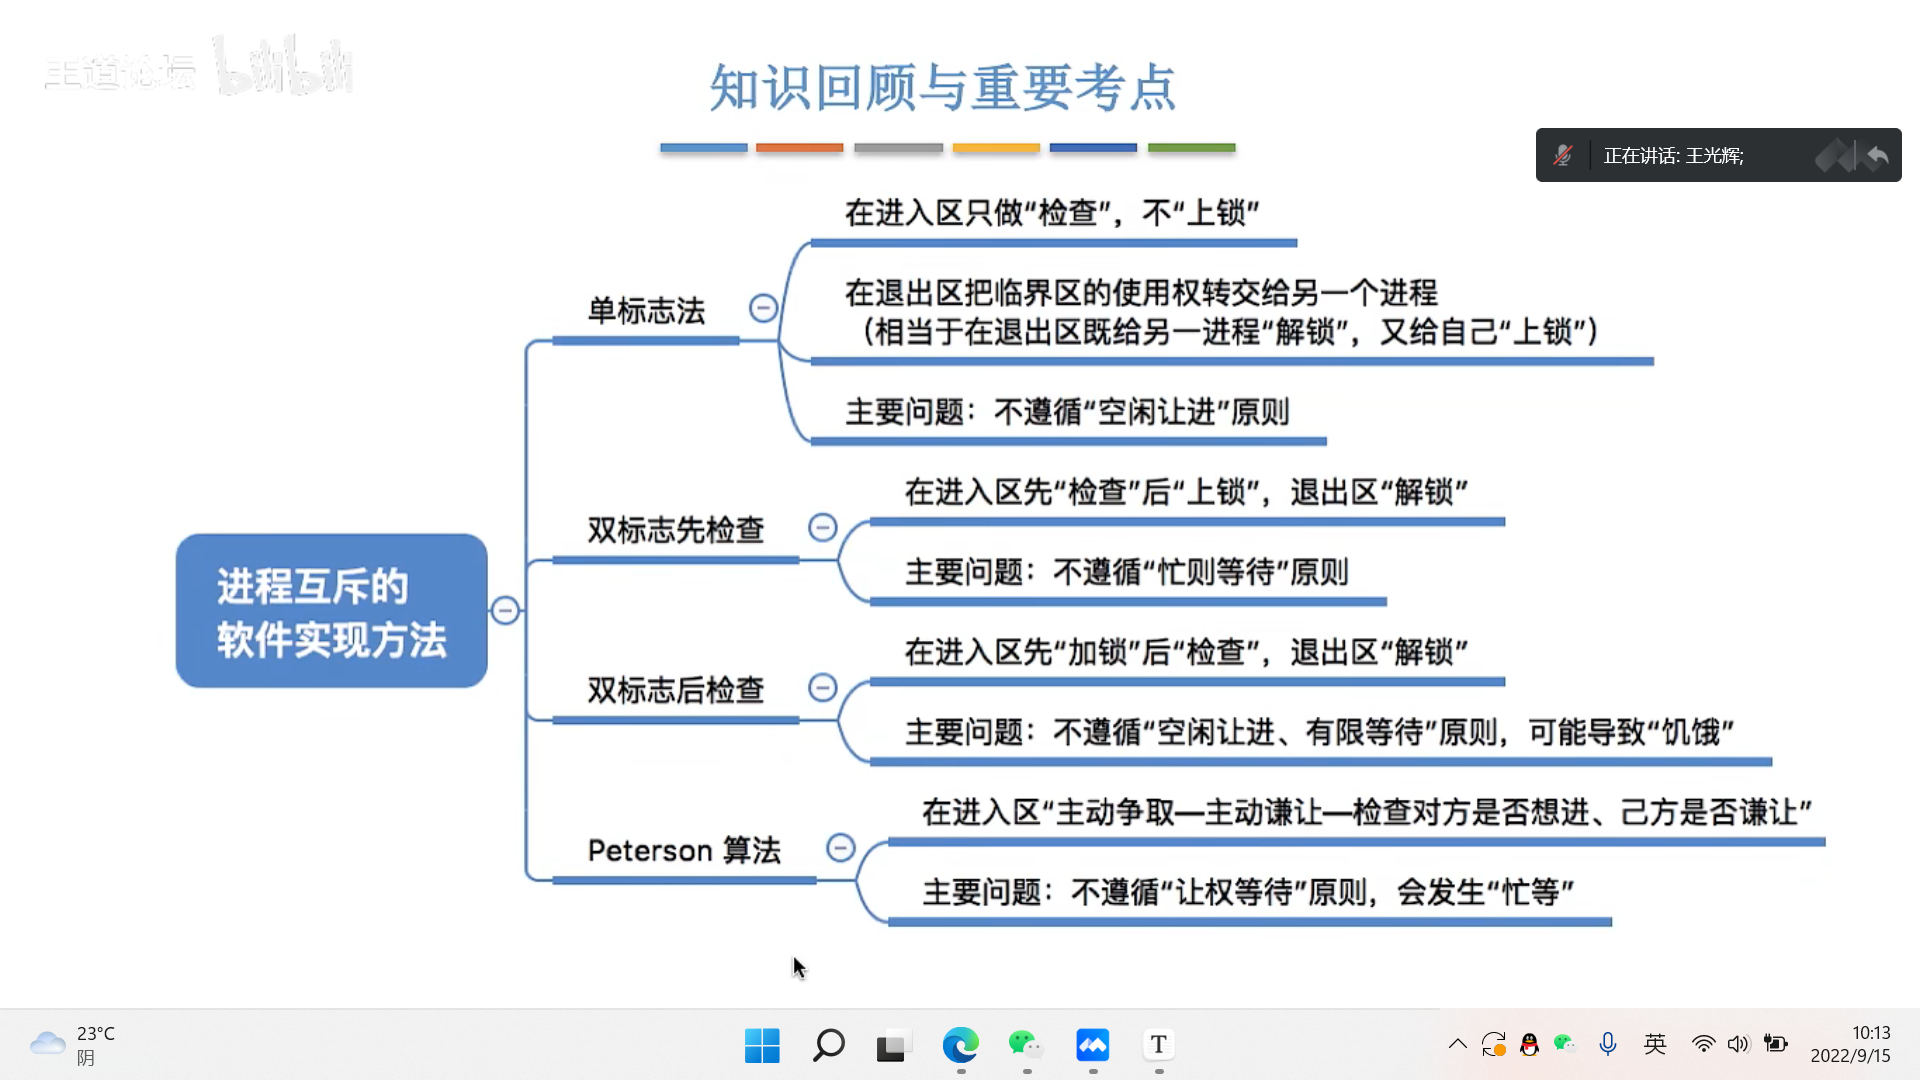 王道论坛 bilibili
知识回顾与重要考点
正在讲话: 王光辉;
在进入区只做“检查”，不“上锁”
单标志法
在退出区把临界区的使用权转交给另一个进程
（相当于在退出区既给另一进程“解锁”，又给自己“上锁”）
主要问题：不遵循“空闲让进”原则
在进入区先“检查”后“上锁”，退出区“解锁”
双标志先检查
主要问题：不遵循“忙则等待”原则
进程互斥的
软件实现方法
在进入区先“加锁”后“检查”，退出区“解锁”
双标志后检查
主要问题：不遵循“空闲让进、有限等待”原则，可能导致“饥饿”
在进入区“主动争取—主动谦让—检查对方是否想进、己方是否谦让”
Peterson 算法
主要问题：不遵循“让权等待”原则，会发生“忙等”
23°C
阴
T
英
10:13
2022/9/15